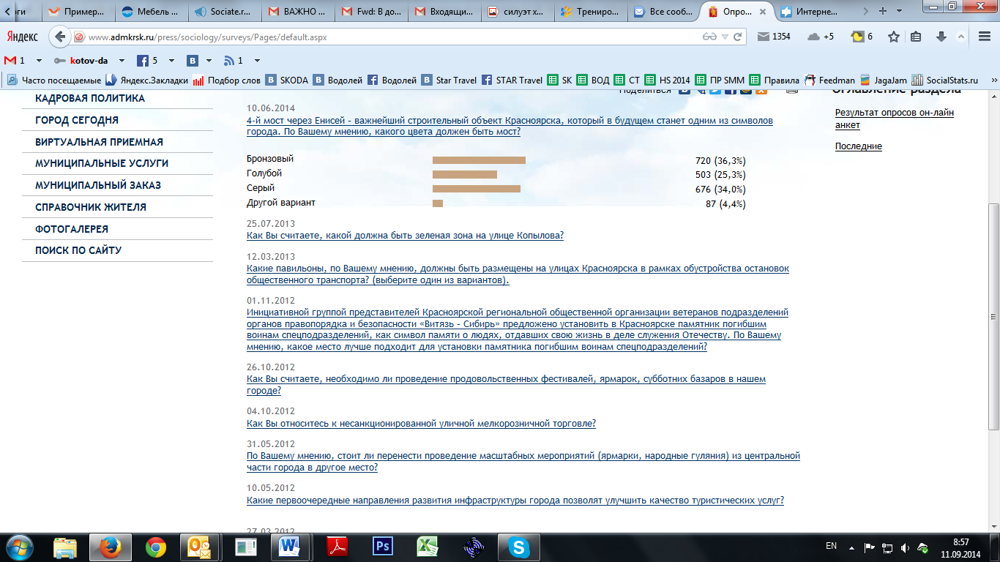 оги
Пример...
Мебель ...
Sociate.r...
ВАЖНО ...
Fwd: В до...
Входящи...
силуэт х...
Трениро...
Все сооб...
Опро...
Интерне...
Яндекс
www.admkrsk.ru/press/sociology/surveys/Pages/default.aspx
1354
+5
6
1
kotov-da
5
1
Часто посещаемые
Яндекс.Закладки
Подбор слов
SKODA
Водолей
Водолей
Star Travel
STAR Travel
SK
ВОД
СТ
HS 2014
ПР SMM
Правила
Feedman
JagaJam
SocialStats.ru
»
КАДРОВАЯ ПОЛИТИКА
ГОРОД СЕГОДНЯ
ВИРТУАЛЬНАЯ ПРИЕМНАЯ
МУНИЦИПАЛЬНЫЕ УСЛУГИ
МУНИЦИПАЛЬНЫЙ ЗАКАЗ
СПРАВОЧНИК ЖИТЕЛЯ
ФОТОГАЛЕРЕЯ
ПОИСК ПО САЙТУ
Поделиться
10.06.2014
4-й мост через Енисей - важнейший строительный объект Красноярска, который в будущем станет одним из символов
города. По Вашему мнению, какого цвета должен быть мост?
Бронзовый 720 (36,3%)
Голубой 503 (25,3%)
Серый 676 (34,0%)
Другой вариант 87 (4,4%)
25.07.2013
Как Вы считаете, какой должна быть зеленая зона на улице Копылова?
12.03.2013
Какие павильоны, по Вашему мнению, должны быть размещены на улицах Красноярска в рамках обустройства остановок
общественного транспорта? (выберите один из вариантов).
01.11.2012
Инициативной группой представителей Красноярской региональной общественной организации ветеранов подразделений
органов правопорядка и безопасности «Витязь - Сибирь» предложено установить в Красноярске памятник погибшим
воинам спецподразделений, как символ памяти о людях, отдавших свою жизнь в деле служения Отечеству. По Вашему
мнению, какое место лучше подходит для установки памятника погибшим воинам спецподразделений?
26.10.2012
Как Вы считаете, необходимо ли проведение продовольственных фестивалей, ярмарок, субботних базаров в нашем
городе?
04.10.2012
Как Вы относитесь к несанкционированной уличной мелкорозничной торговле?
31.05.2012
По Вашему мнению, стоит ли перенести проведение масштабных мероприятий (ярмарки, народные гуляния) из центральной
части города в другое место?
10.05.2012
Какие первоочередные направления развития инфраструктуры города позволят улучшить качество туристических услуг?
27.03.2012
Оглавление раздела
Результат опросов он-лайн
анкет
Последние
EN
8:57
11.09.2014